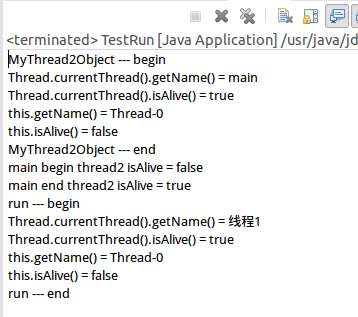 <terminated> TestRun [Java Application] /usr/java/jd
MyThread2Object --- begin
Thread.currentThread().getName() = main
Thread.currentThread().isAlive() = true
this.getName() = Thread-0
this.isAlive() = false
MyThread2Object --- end
main begin thread2 isAlive = false
main end thread2 isAlive = true
run --- begin
Thread.currentThread().getName() = 线程1
Thread.currentThread().isAlive() = true
this.getName() = Thread-0
this.isAlive() = false
run --- end